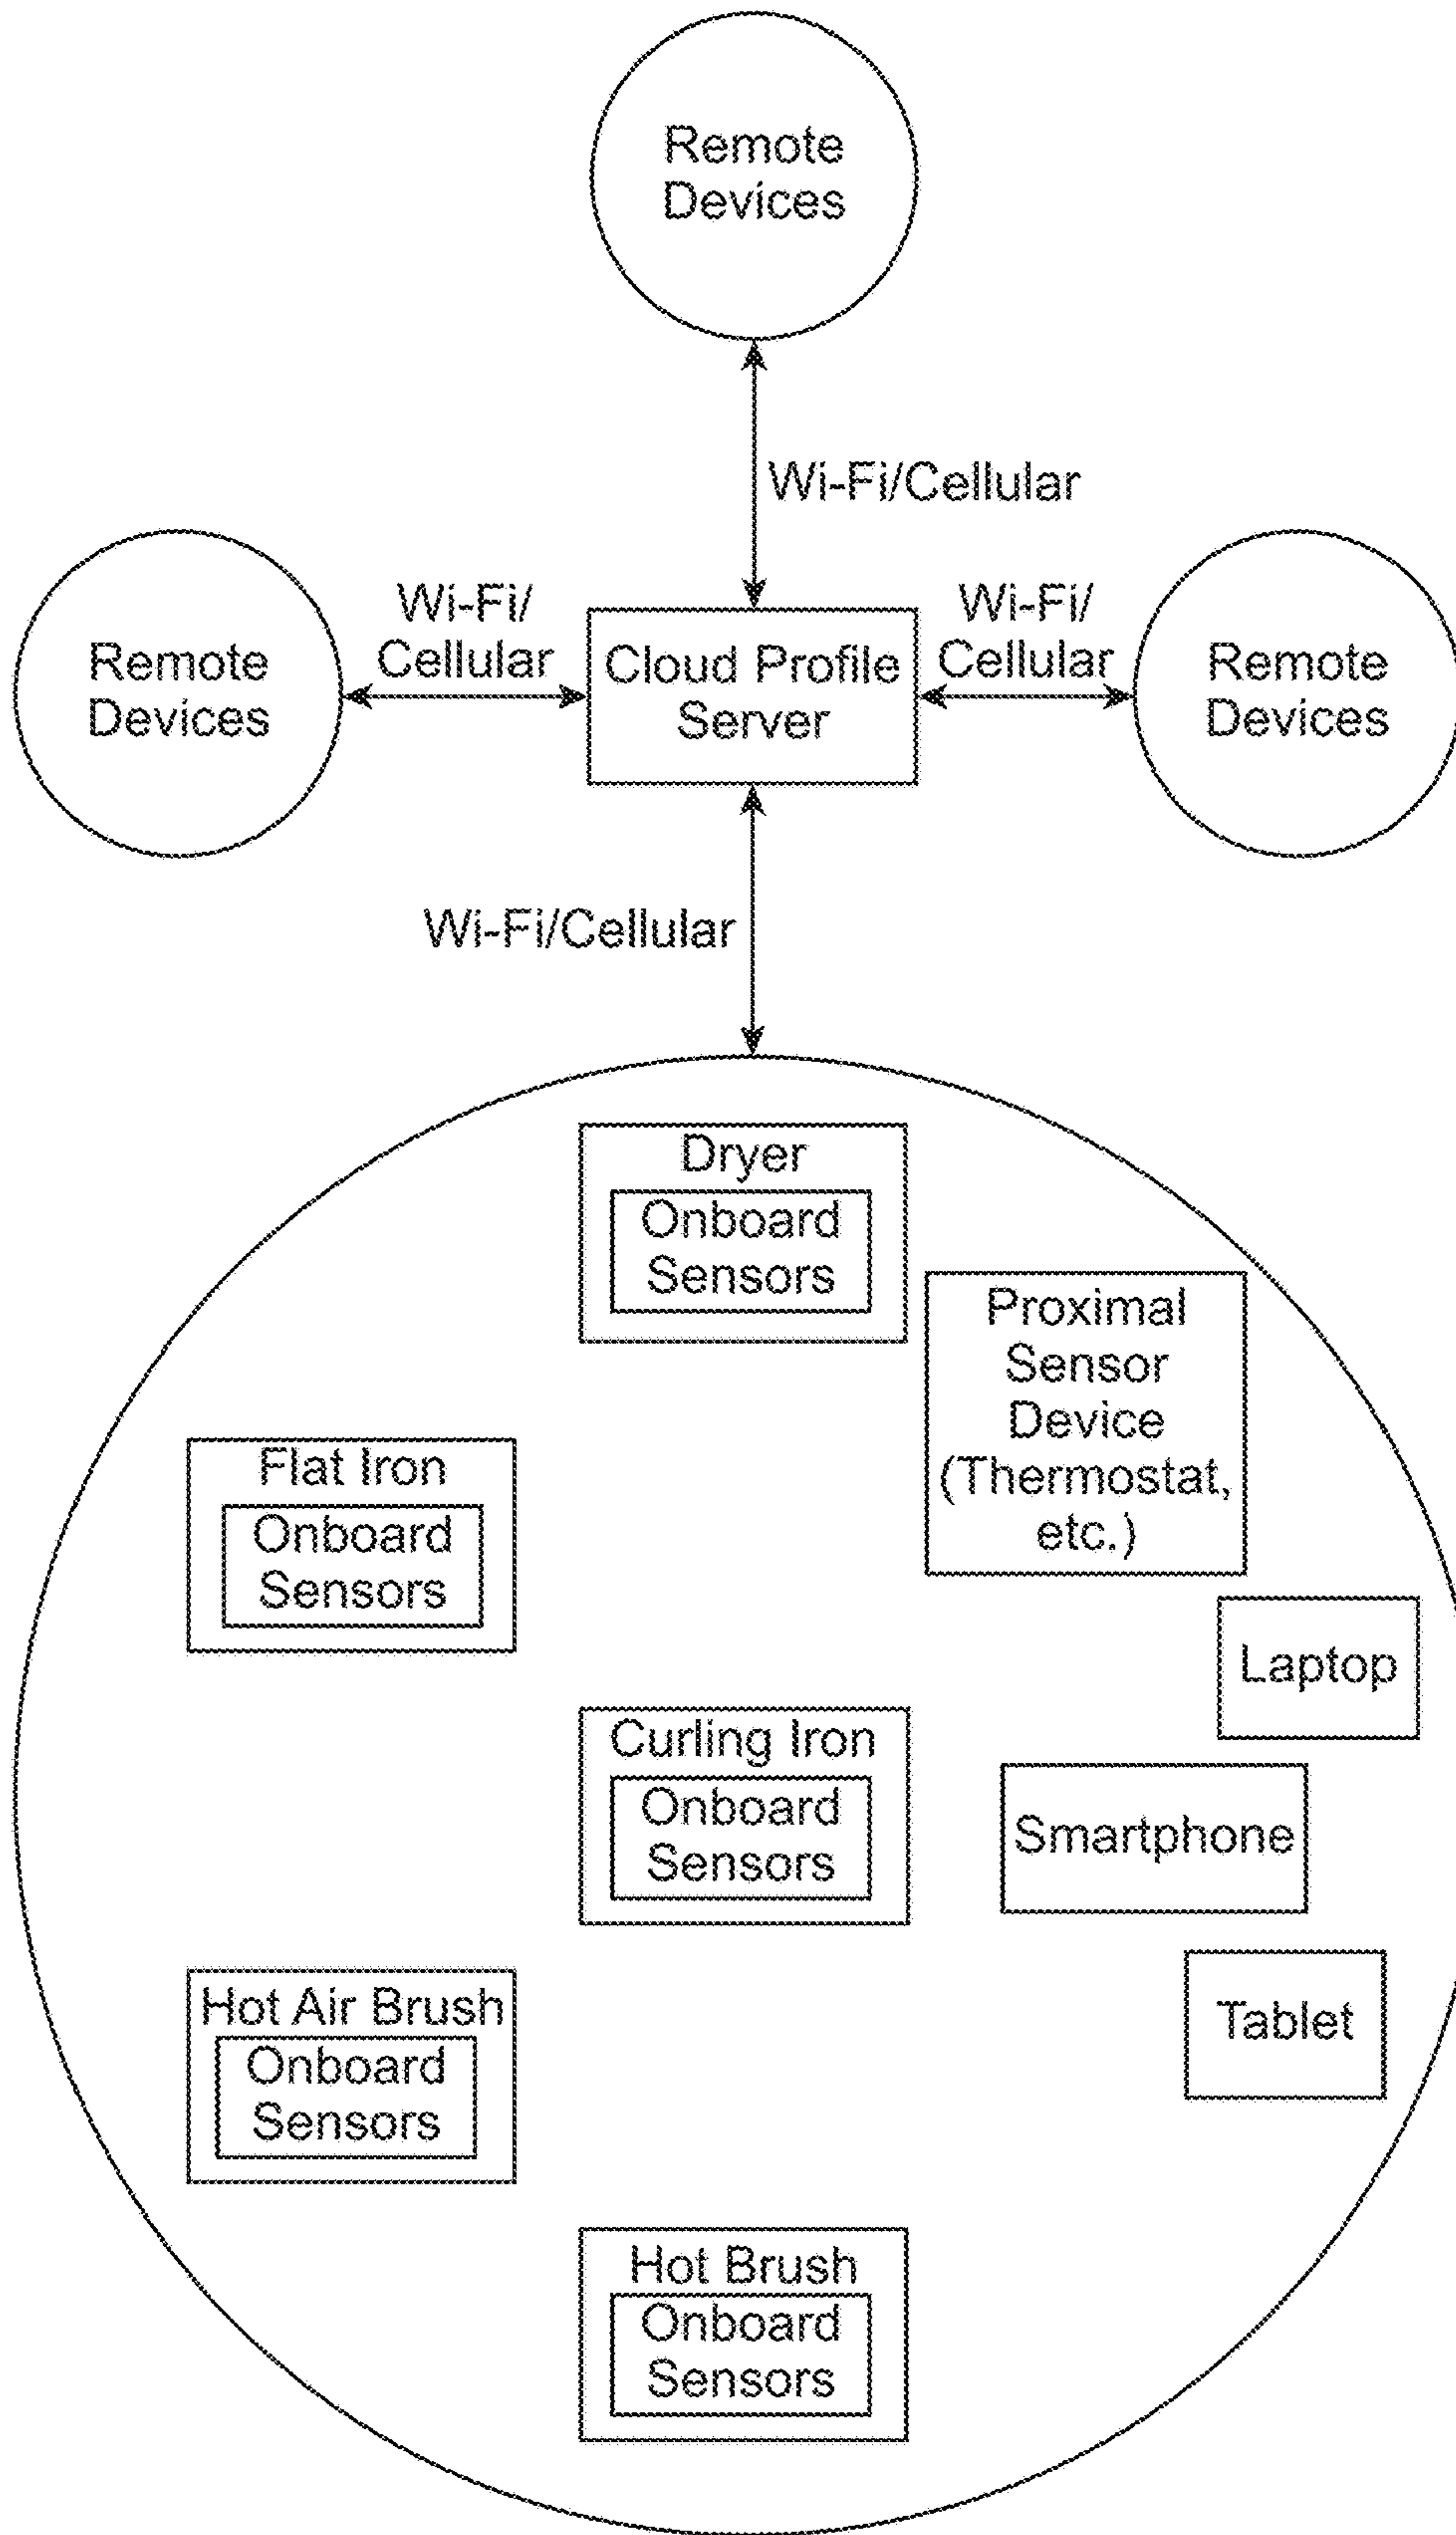 Remote
Devices
Wi-Fi/Cellular
Remote
Devices
Wi-Fi/
Cellular
Cloud Profile
Server
Wi-Fi/
Cellular
Remote
Devices
Wi-Fi/Cellular
Dryer
Onboard
Sensors
Proximal
Sensor
Device
(Thermostat,
etc.)
Flat Iron
Onboard
Sensors
Laptop
Curling Iron
Onboard
Sensors
Smartphone
Hot Air Brush
Onboard
Sensors
Tablet
Hot Brush
Onboard
Sensors